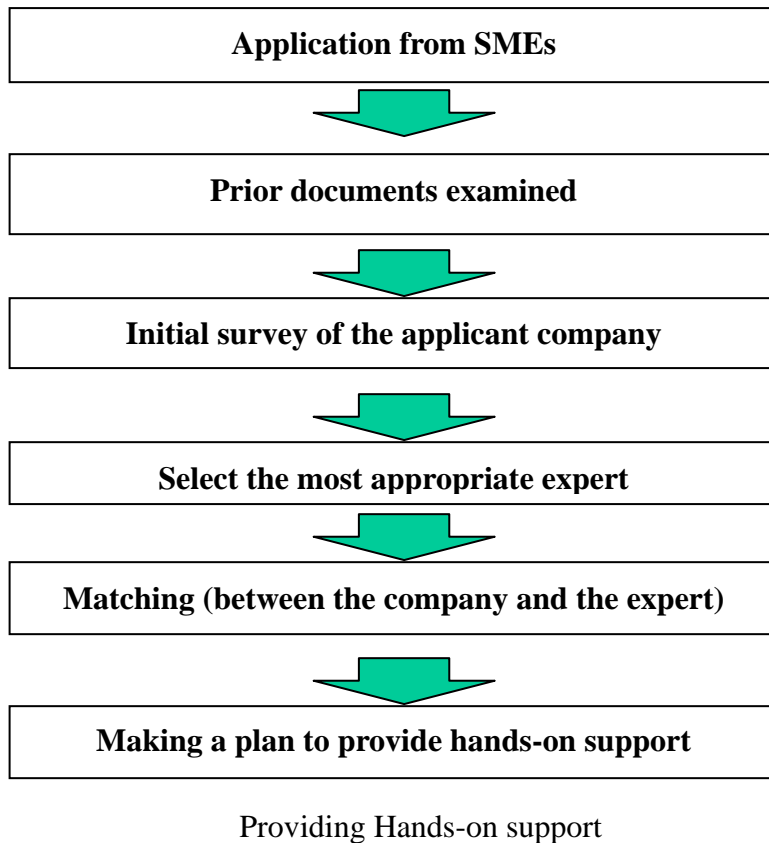 Application from SMEs
Prior documents examined
Initial survey of the applicant company
Select the most appropriate expert
Matching (between the company and the expert)
Making a plan to provide hands-on support
Providing Hands-on support